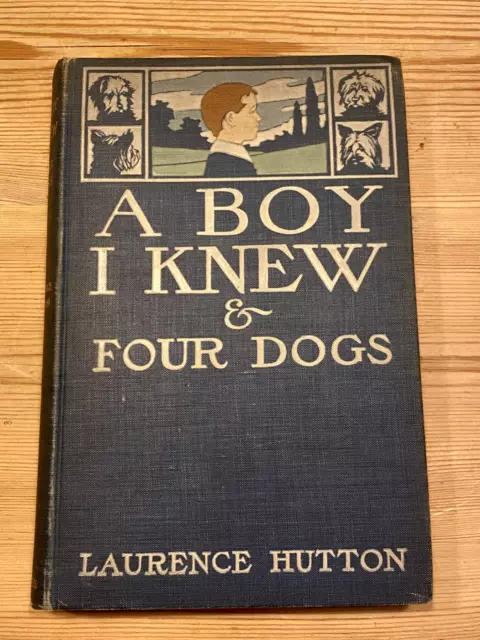 A BOY
I KNEW
&
FOUR DOGS
LAURENCE HUTTON